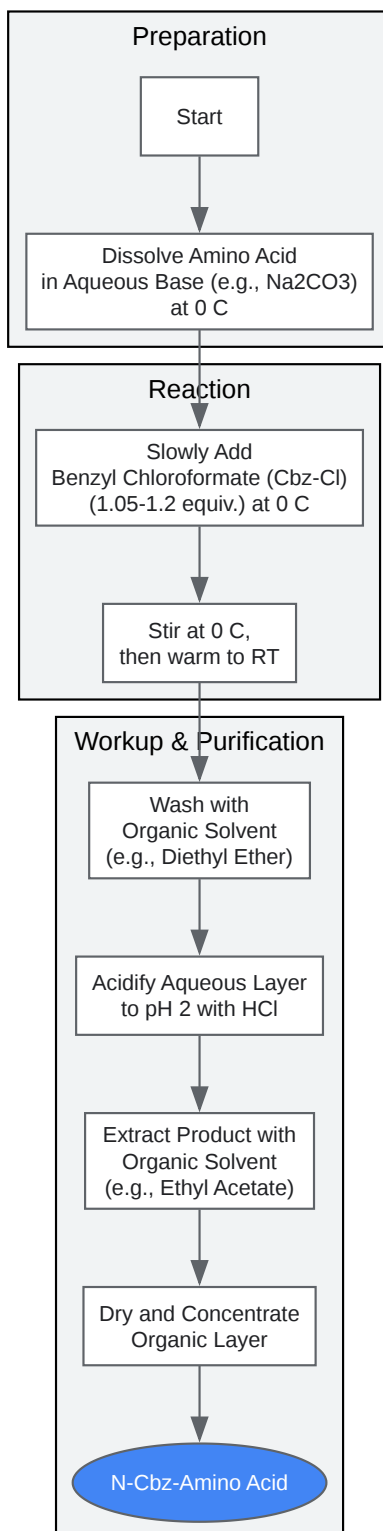 Preparation
Start
Dissolve Amino Acid
in Aqueous Base (e.g., Na2CO3)
at 0 C
Reaction
Slowly Add
Benzyl Chloroformate (Cbz-Cl)
(1.05-1.2 equiv.) at 0 C
Stir at 0 C,
then warm to RT
Workup & Purification
Wash with
Organic Solvent
(e.g., Diethyl Ether)
Acidify Aqueous Layer
to pH 2 with HCl
Extract Product with
Organic Solvent
(e.g., Ethyl Acetate)
Dry and Concentrate
Organic Layer
N-Cbz-Amino Acid